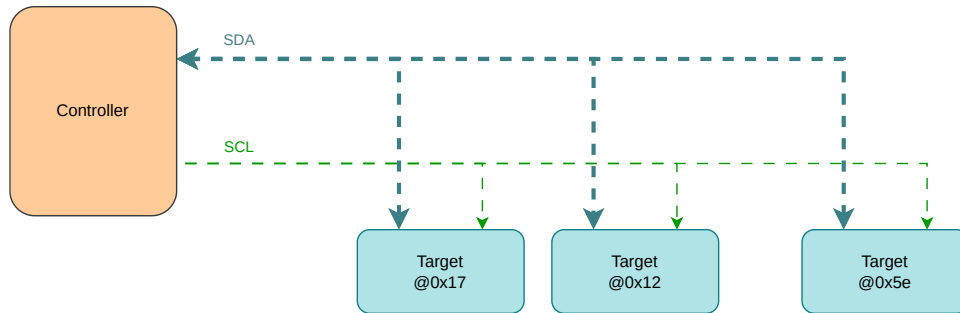 SDA
Controller
SCL
Target
@0x17
Target
@0x12
Target
@0x5e